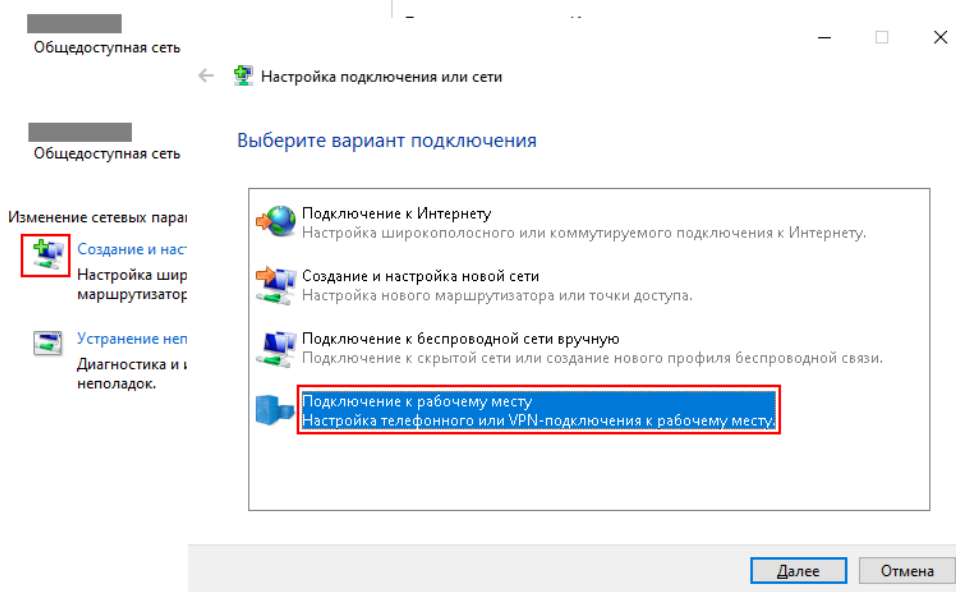 Общедоступная сеть
Настройка подключения или сети
Выберите вариант подключения
Общедоступная сеть
Изменение сетевых пара
Создание и нас
Настройка шир
маршрутизатор
Устранение неп
Диагностика и
неполадок.
Подключение к Интернету
Настройка широкополосного или коммутируемого подключения к Интернету.
Создание и настройка новой сети
Настройка нового маршрутизатора или точки доступа.
Подключение к беспроводной сети вручную
Подключение к скрытой сети или создание нового профиля беспроводной связи.
Подключение к рабочему месту
Настройка телефонного или VPN-подключения к рабочему месту.
Далее
Отмена